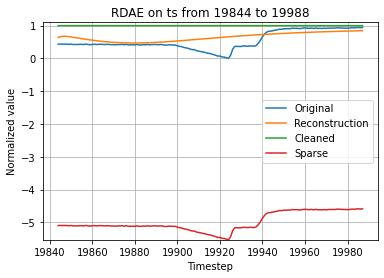 RDAE on ts from 19844 to 19988
Normalized value
1
0
−1
−2
−3
−4
−5
Original
Reconstruction
Cleaned
Sparse
19840 19860 19880 19900 19920 19940 19960 19980
Timestep